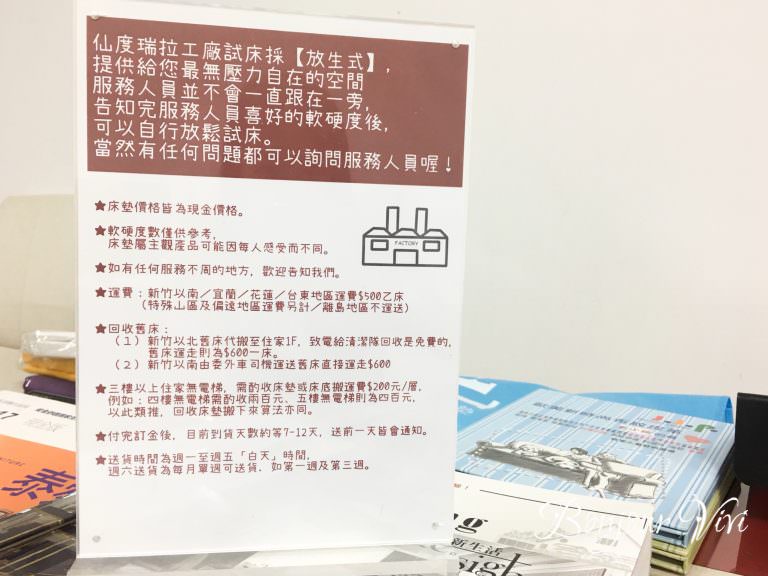 仙度瑞拉工廠試床採【放生式】,
提供給您最無壓力自在的空間
服務人員並不會一直跟在一旁,
告知完服務人員喜好的軟硬度後,
可以自行放鬆試床。
當然有任何問題都可以詢問服務人員喔！
★床墊價格皆為現金價格。
★軟硬度數僅供參考,
床墊屬主觀產品可能因每人感受而不同。
FACTORY
★如有任何服務不周的地方，歡迎告知我們。
★運費：新竹以南／宜蘭／花蓮／台東地區運費$500乙床
（特殊山區及偏遠地區運費另計／離島地區不運送）
★回收舊床：
（1）新竹以北舊床代搬至住家1F，致電給清潔隊回收是免費的,
舊床運走則為$600一床。
（2）新竹以南由委外車司機運送舊床直接運走$600
★三樓以上住家無電梯，需酌收床墊或床底搬運費$200元/層,
例如：四樓無電梯需酌收兩百元、五樓無電梯則為四百元,
以此類推，回收床墊搬下來算法亦同。
★付完訂金後，目前到貨天數約等7-12天，送前一天皆會通知。
★送貨時間為週一至週五「白天」時間,
週六送貨為每月單週可送貨．如第一週及第三週。
17
泰
新生活
Bonjour Vivi